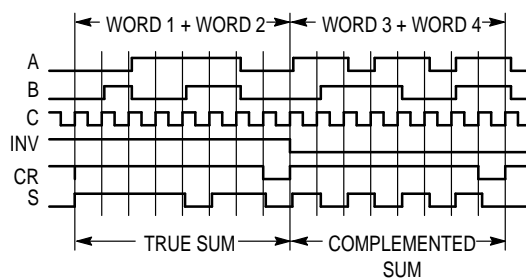 WORD 1 + WORD 2
WORD 3 + WORD 4
A
B
C
INV
CR
S
TRUE SUM
COMPLEMENTED
SUM